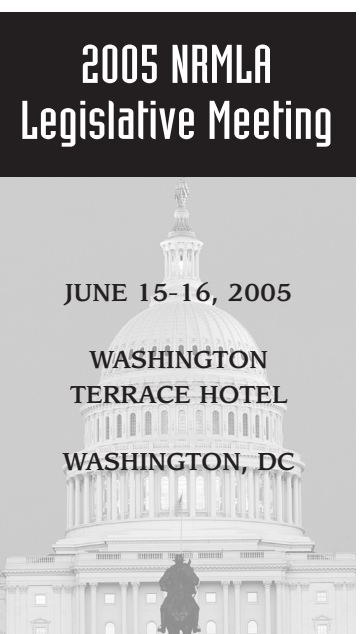 2005 NRMLA
Legislative Meeting
JUNE 15-16, 2005
WASHINGTON
TERRACE HOTEL
WASHINGTON, DC